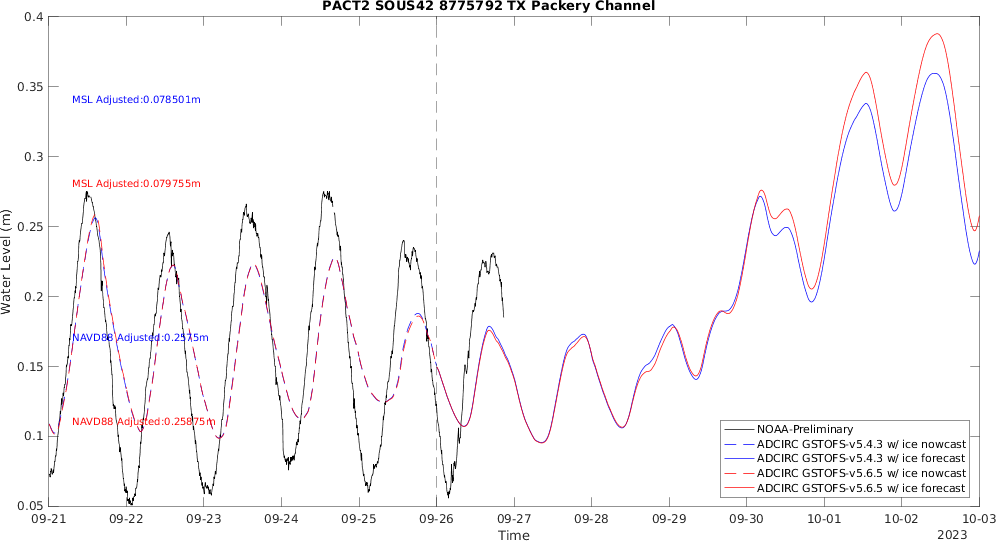 PACT2 SOUS42 8775792 TX Packery Channel
0.4
0.35
0.3
0.25
0.2
0.15
0.1
0.05
Water Level (m)
MSL Adjusted:0.078501m
MSL Adjusted:0.079755m
NAVD88 Adjusted:0.2575m
NAVD88 Adjusted:0.25875m
NOAA-Preliminary
ADCIRC GSTOFS-v5.4.3 w/ ice nowcast
ADCIRC GSTOFS-v5.4.3 w/ ice forecast
ADCIRC GSTOFS-v5.6.5 w/ ice nowcast
ADCIRC GSTOFS-v5.6.5 w/ ice forecast
09-21 09-22 09-23 09-24 09-25 09-26 09-27 09-28 09-29 09-30 10-01 10-02 10-03
Time
2023